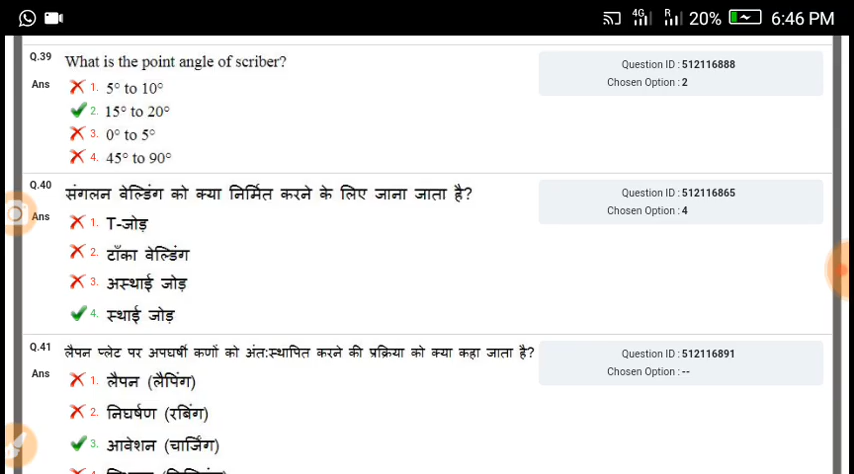 4G R 20% 6:46 PM
Q.39 What is the point angle of scriber?
Question ID : 512116888
Chosen Option : 2
Ans 1. 5° to 10°
2. 15° to 20°
3. 0° to 5°
4. 45° to 90°
Q.40 संगलन वेल्डिंग को क्या निर्मित करने के लिए जाना जाता है?
Question ID : 512116865
Chosen Option : 4
Ans 1. T-जोड़
2. टाँका वेल्डिंग
3. अस्थाई जोड़
4. स्थाई जोड़
Q.41 लैपन प्लेट पर अपघर्षी कणों को अंत:स्थापित करने की प्रक्रिया को क्या कहा जाता है?
Question ID : 512116891
Chosen Option : --
Ans 1. लैपन (लैपिंग)
2. निघर्षण (रबिंग)
3. आवेशन (चार्जिंग)